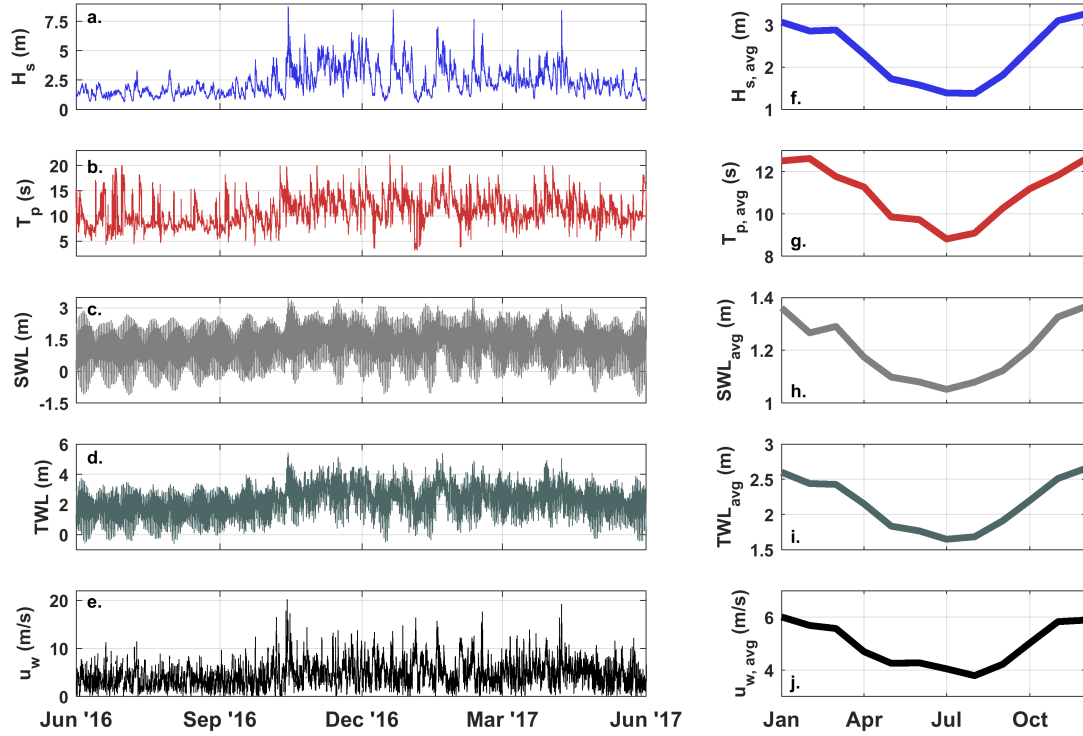 a.
H_s (m)
7.5
5
2.5
0
b.
T_p (s)
20
15
10
5
c.
SWL (m)
3
1.5
0
-1.5
d.
TWL (m)
6
4
2
0
e.
u_w (m/s)
20
10
0
Jun '16 Sep '16 Dec '16 Mar '17 Jun '17
f.
H_s, avg (m)
3
2
1
g.
T_p, avg (s)
12
10
8
h.
SWL_avg (m)
1.4
1.2
1
i.
TWL_avg (m)
3
2.5
2
1.5
j.
u_w, avg (m/s)
6
4
Jan Apr Jul Oct